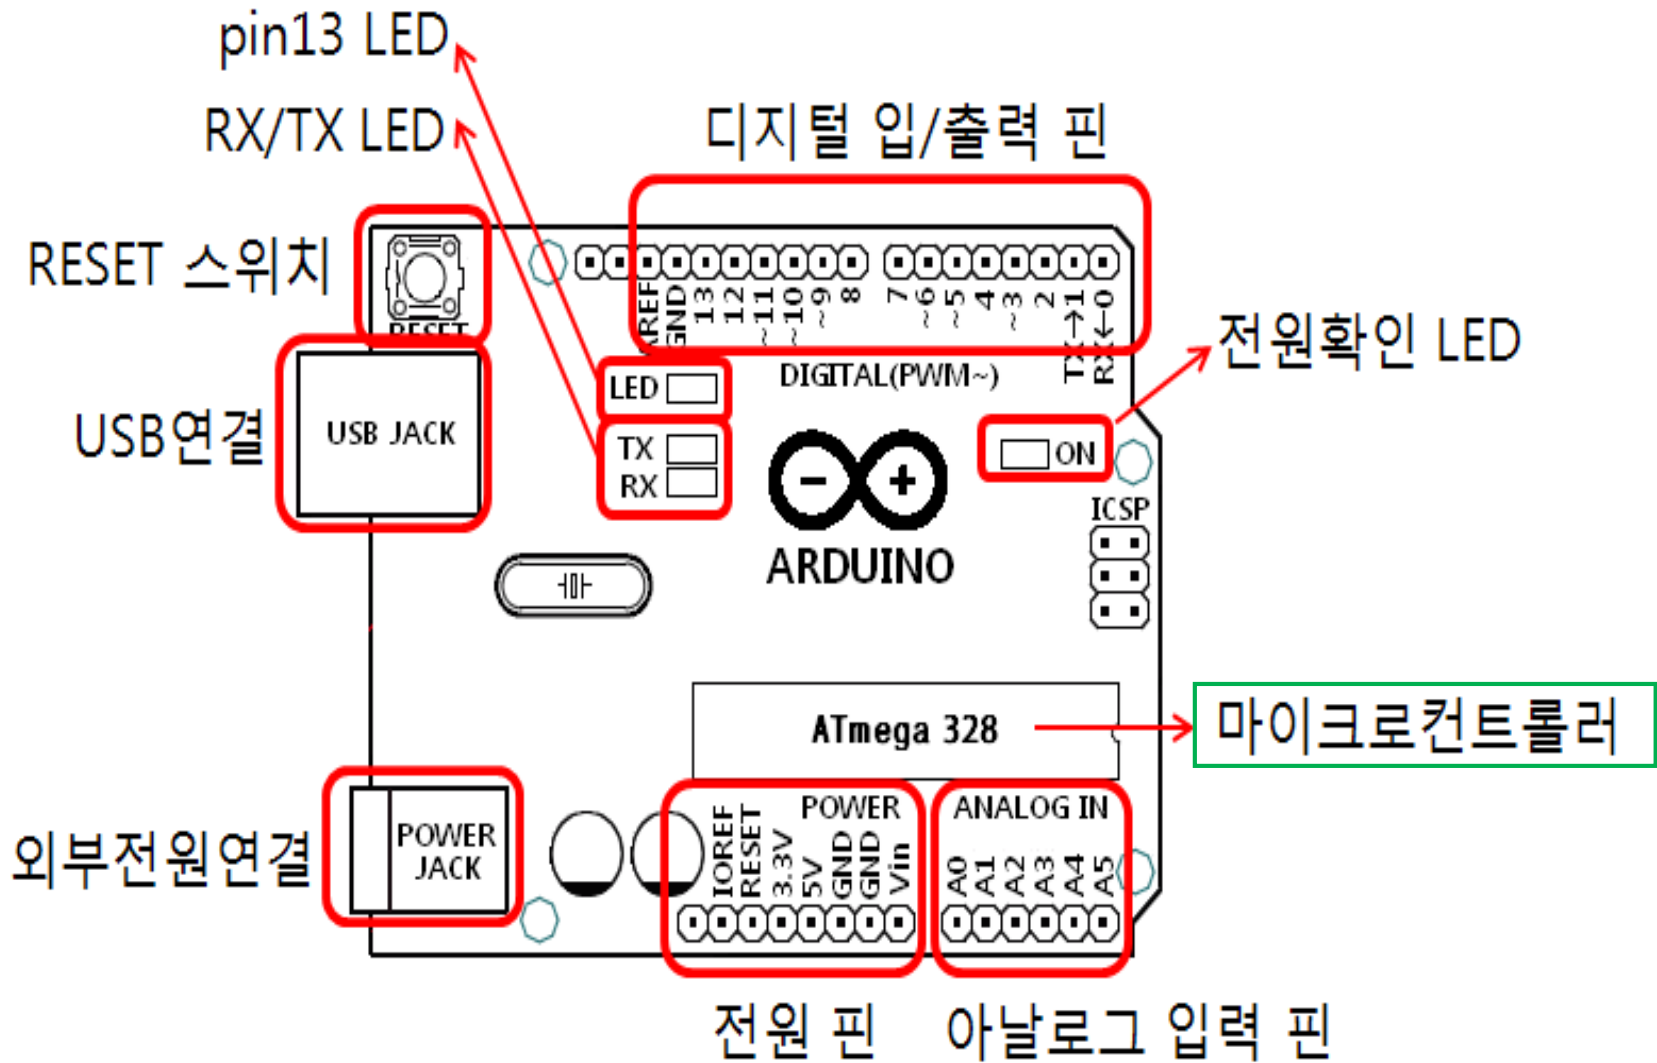 pin13 LED
RX/TX LED
디지털 입/출력 핀
RESET 스위치
RESET
AREF
GND
13
12
~11
~10
~9
8
7
~6
~5
4
~3
2
TX→1
RX←0
DIGITAL(PWM~)
전원확인 LED
LED
TX
RX
ON
USB연결
USB JACK
ICSP
- +
ARDUINO
ATmega 328
마이크로컨트롤러
외부전원연결
POWER
JACK
POWER
IOREF
RESET
3.3V
5V
GND
GND
Vin
ANALOG IN
A0
A1
A2
A3
A4
A5
전원 핀
아날로그 입력 핀